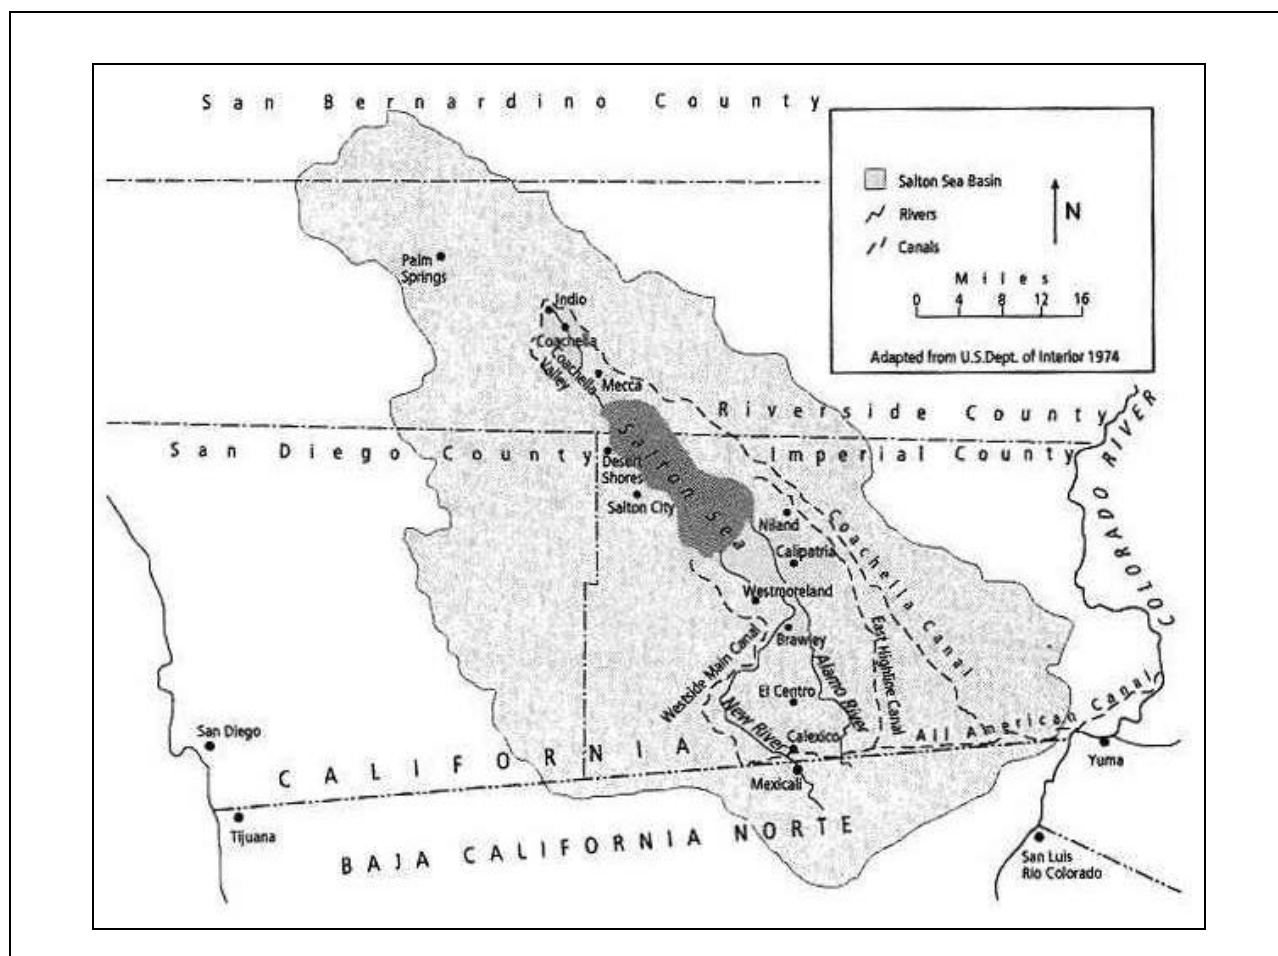 San Bernardino County
Salton Sea Basin
Rivers
Canals
N
Miles
0 4 8 12 16
Adapted from U.S.Dept. of Interior 1974
Palm
Springs
Indio
Coachella
Coachella
Valley
Mecca
Riverside County
San Diego County
Imperial County
COLORADO RIVER
Salton Sea
Desert
Shores
Salton City
Niland
Calipatria
Coachella Canal
Westmoreland
Brawley
East Highline Canal
Westside Main Canal
Alamo River
El Centro
New River
Calexico
All American Canal
San Diego
CALIFORNIA
Yuma
Mexicali
Tijuana
BAJA CALIFORNIA NORTE
San Luis
Rio Colorado